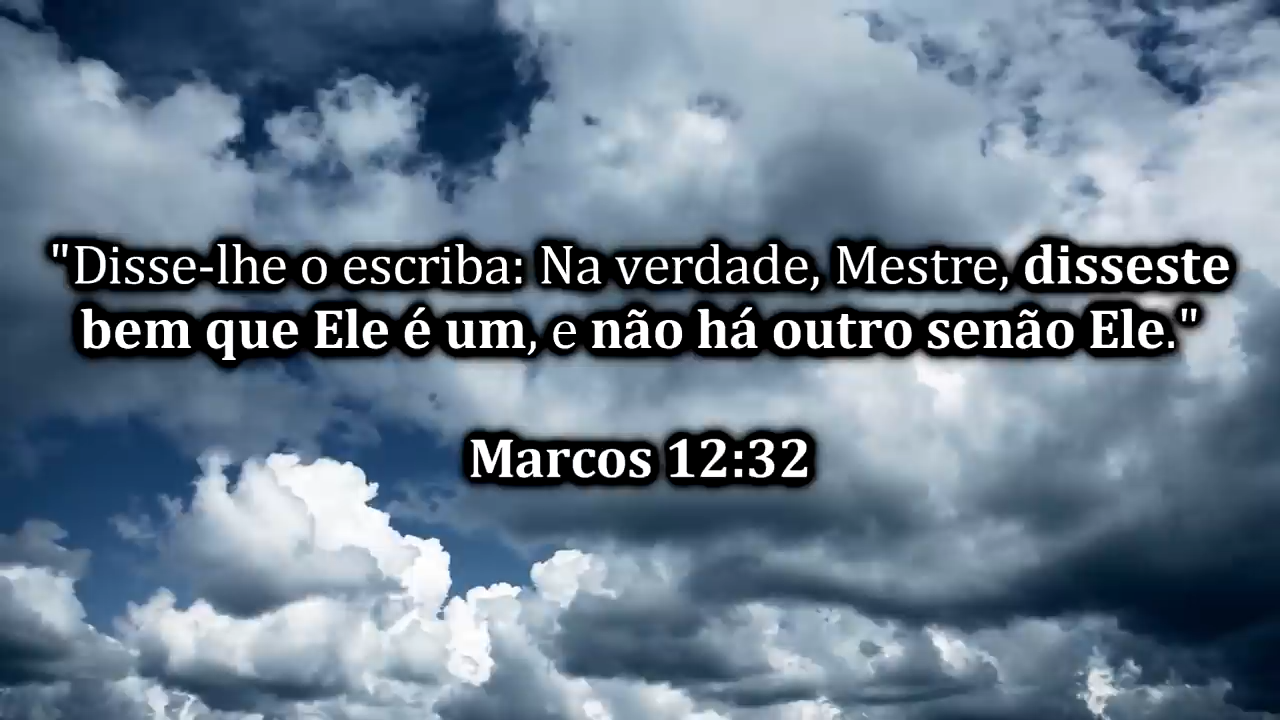 "Disse-lhe o escriba: Na verdade, Mestre, disseste
bem que Ele é um, e não há outro senão Ele."
Marcos 12:32